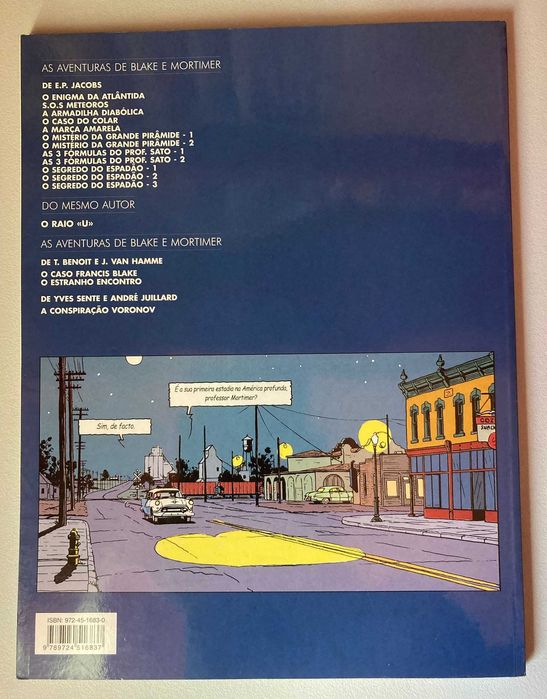 AS AVENTURAS DE BLAKE E MORTIMER
DE E.P. JACOBS
O ENIGMA DA ATLÂNTIDA
S.O.S METEOROS
A ARMADILHA DIABÓLICA
O CASO DO COLAR
A MARCA AMARELA
O MISTÉRIO DA GRANDE PIRÂMIDE - 1
O MISTÉRIO DA GRANDE PIRÂMIDE - 2
AS 3 FÓRMULAS DO PROF. SATO - 1
AS 3 FÓRMULAS DO PROF. SATO - 2
O SEGREDO DO ESPADÃO - 1
O SEGREDO DO ESPADÃO - 2
O SEGREDO DO ESPADÃO - 3
DO MESMO AUTOR
O RAIO «U»
AS AVENTURAS DE BLAKE E MORTIMER
DE T. BENOIT E J. VAN HAMME
O CASO FRANCIS BLAKE
O ESTRANHO ENCONTRO
DE YVES SENTE E ANDRÉ JUILLARD
A CONSPIRAÇÃO VORONOV
É a sua primeira estadia na América profunda,
professor Mortimer?
Sim, de facto.
ISBN: 972-45-1683-0
9 789724 516837